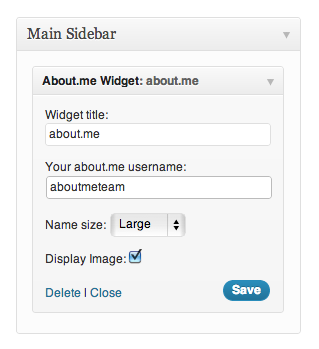 Main Sidebar
About.me Widget: about.me
Widget title:
about.me
Your about.me username:
aboutmeteam
Name size: Large
Display Image:
Delete | Close Save